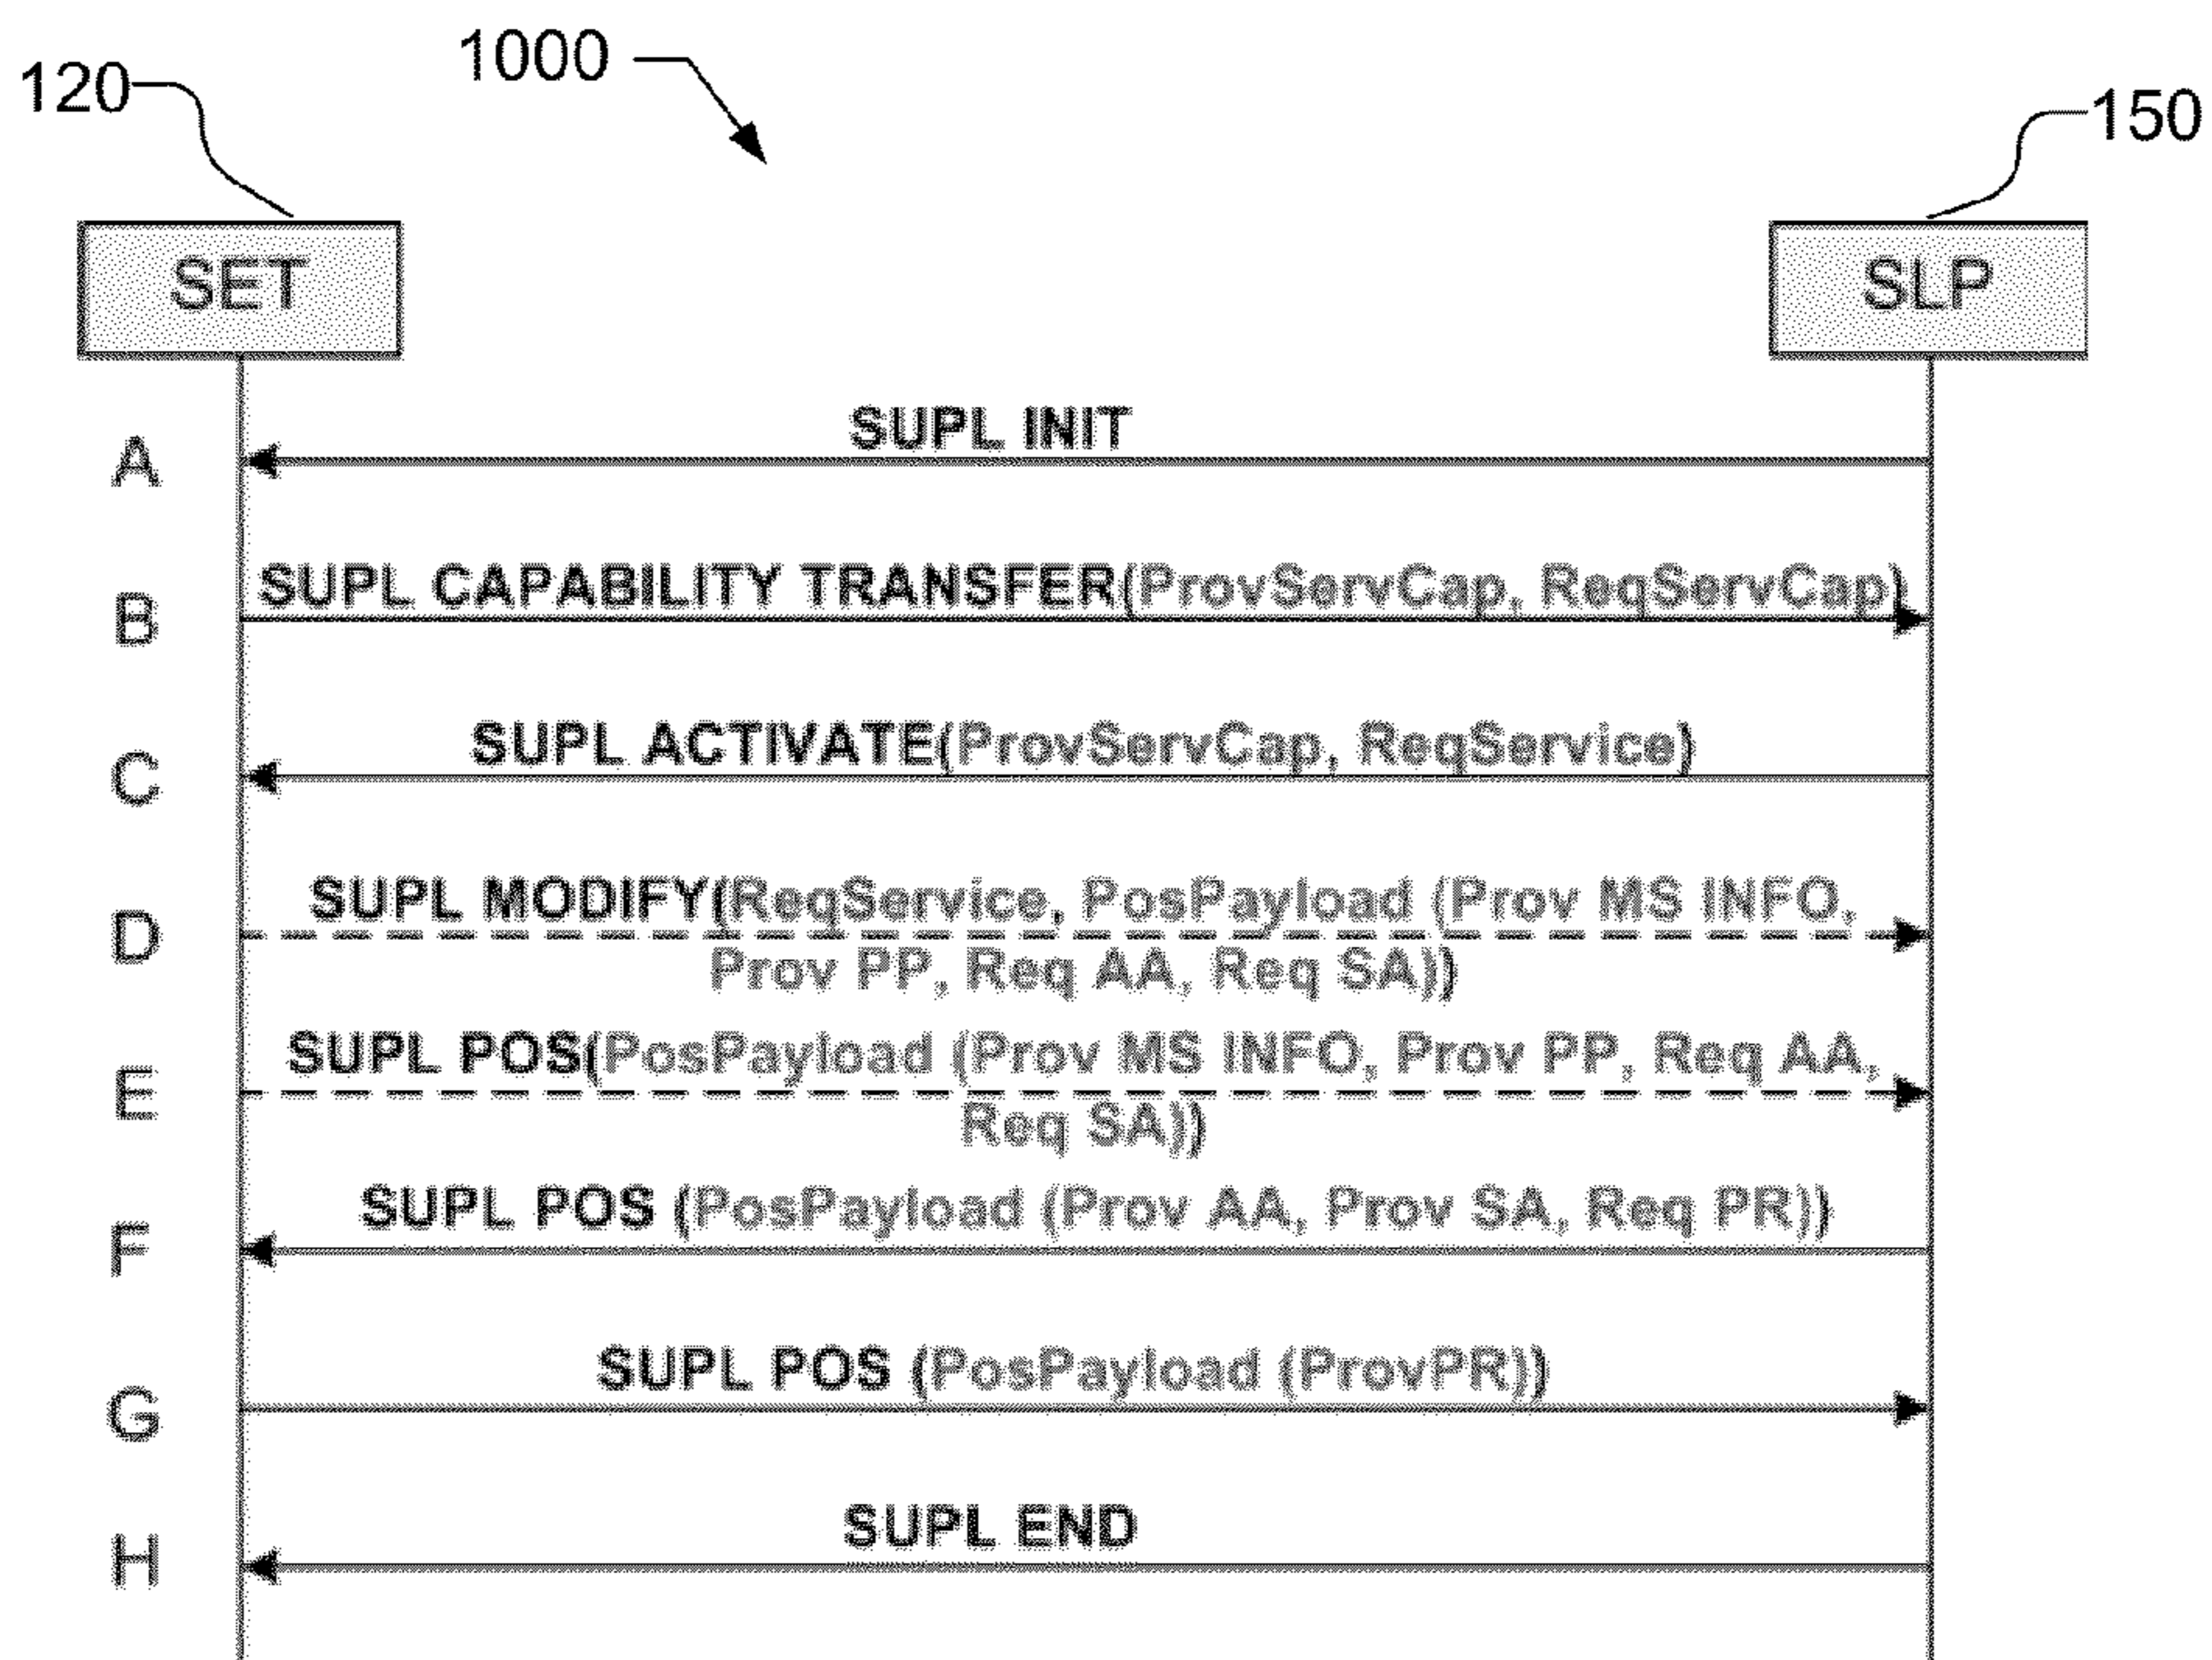 1000
120
150
SET
SLP
A
SUPL INIT
B
SUPL CAPABILITY TRANSFER(ProvServCap, ReqServCap)
C
SUPL ACTIVATE(ProvServCap, ReqService)
D
SUPL MODIFY(ReqService, PosPayload (Prov MS INFO,
Prov PP, Req AA, Req SA))
E
SUPL POS(PosPayload (Prov MS INFO, Prov PP, Req AA,
Req SA))
F
SUPL POS (PosPayload (Prov AA, Prov SA, Req PR))
G
SUPL POS (PosPayload (ProvPR))
H
SUPL END